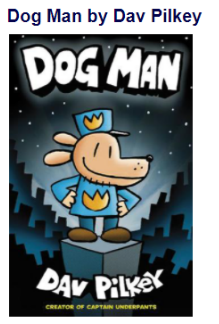 Dog Man by Dav Pilkey
DOG MAN
DAV PILKEY
CREATOR OF CAPTAIN UNDERPANTS